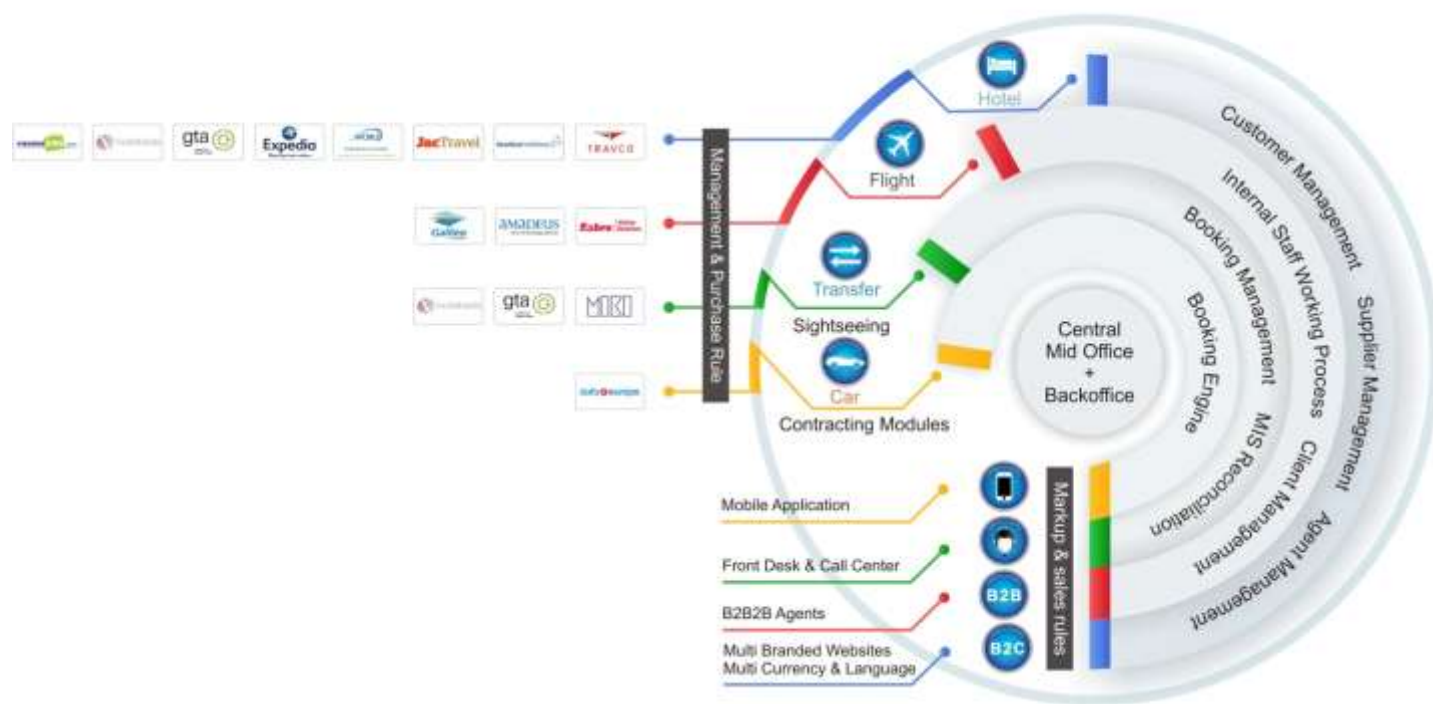 Hotel
gta
Expedia
JacTravel
TRAVCO
Flight
Galileo
AMADEUS
Sabre
Transfer
gta
MIKI
Sightseeing
Car
Contracting Modules
Management & Purchase Rule
Customer Management
Supplier Management
Agent Management
Internal Staff Working Process
Client Management
Booking Management
MIS Reconciliation
Booking Engine
Central
Mid Office
+
Backoffice
Mobile Application
Front Desk & Call Center
B2B2B Agents
B2B
Multi Branded Websites
Multi Currency & Language
B2C
Markup & sales rules